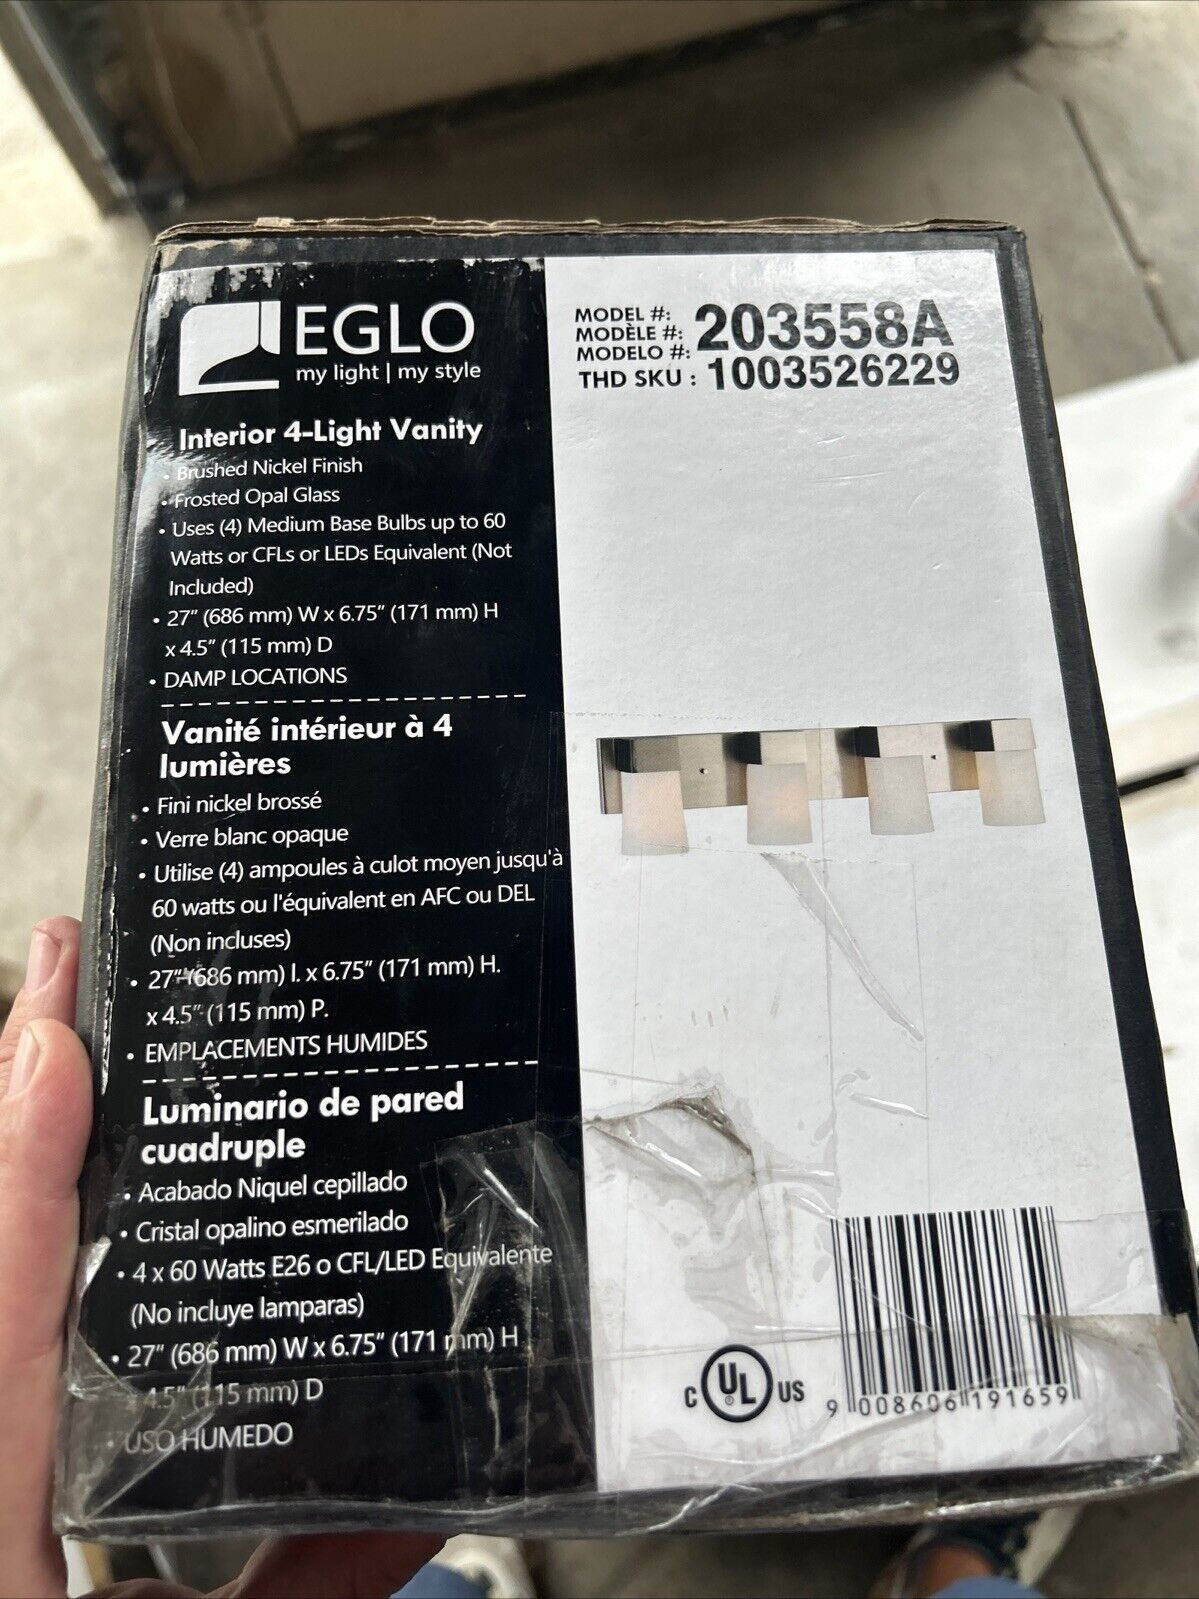 EGLO
my light | my style
MODEL #:
MODÈLE #:
MODELO #:
203558A
THD SKU : 1003526229
Interior 4-Light Vanity
• Brushed Nickel Finish
• Frosted Opal Glass
• Uses (4) Medium Base Bulbs up to 60
Watts or CFLs or LEDs Equivalent (Not
Included)
• 27" (686 mm) W x 6.75" (171 mm) H
x 4.5" (115 mm) D
• DAMP LOCATIONS
Vanité intérieur à 4
lumières
• Fini nickel brossé
• Verre blanc opaque
• Utilise (4) ampoules à culot moyen jusqu'à
60 watts ou l'équivalent en AFC ou DEL
(Non incluses)
• 27" (686 mm) l. x 6.75" (171 mm) H.
x 4.5" (115 mm) P.
• EMPLACEMENTS HUMIDES
Luminario de pared
cuadruple
• Acabado Niquel cepillado
• Cristal opalino esmerilado
• 4 x 60 Watts E26 o CFL/LED Equivalente
(No incluye lamparas)
• 27" (686 mm) W x 6.75" (171 mm) H
x 4.5" (115 mm) D
• USO HUMEDO
C UL US
9 008606 191659